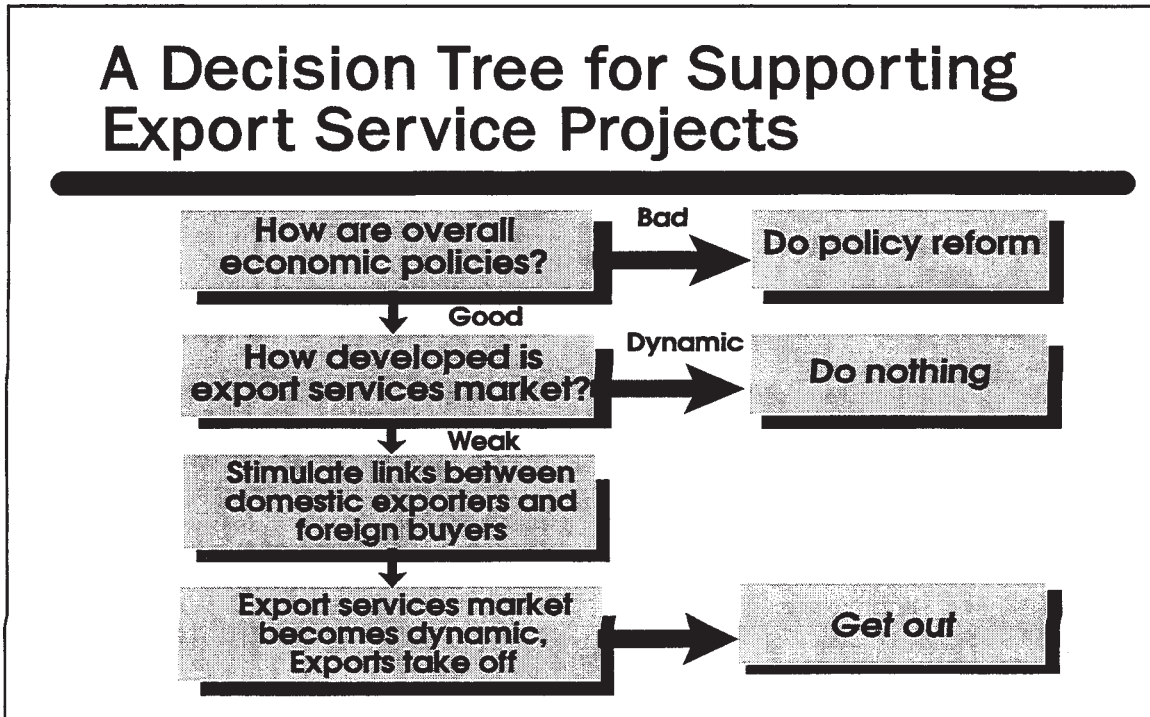 A Decision Tree for Supporting
Export Service Projects
How are overall
economic policies?
Bad
Do policy reform
Good
How developed is
export services market?
Dynamic
Do nothing
Weak
Stimulate links between
domestic exporters and
foreign buyers
Export services market
becomes dynamic,
Exports take off
Get out